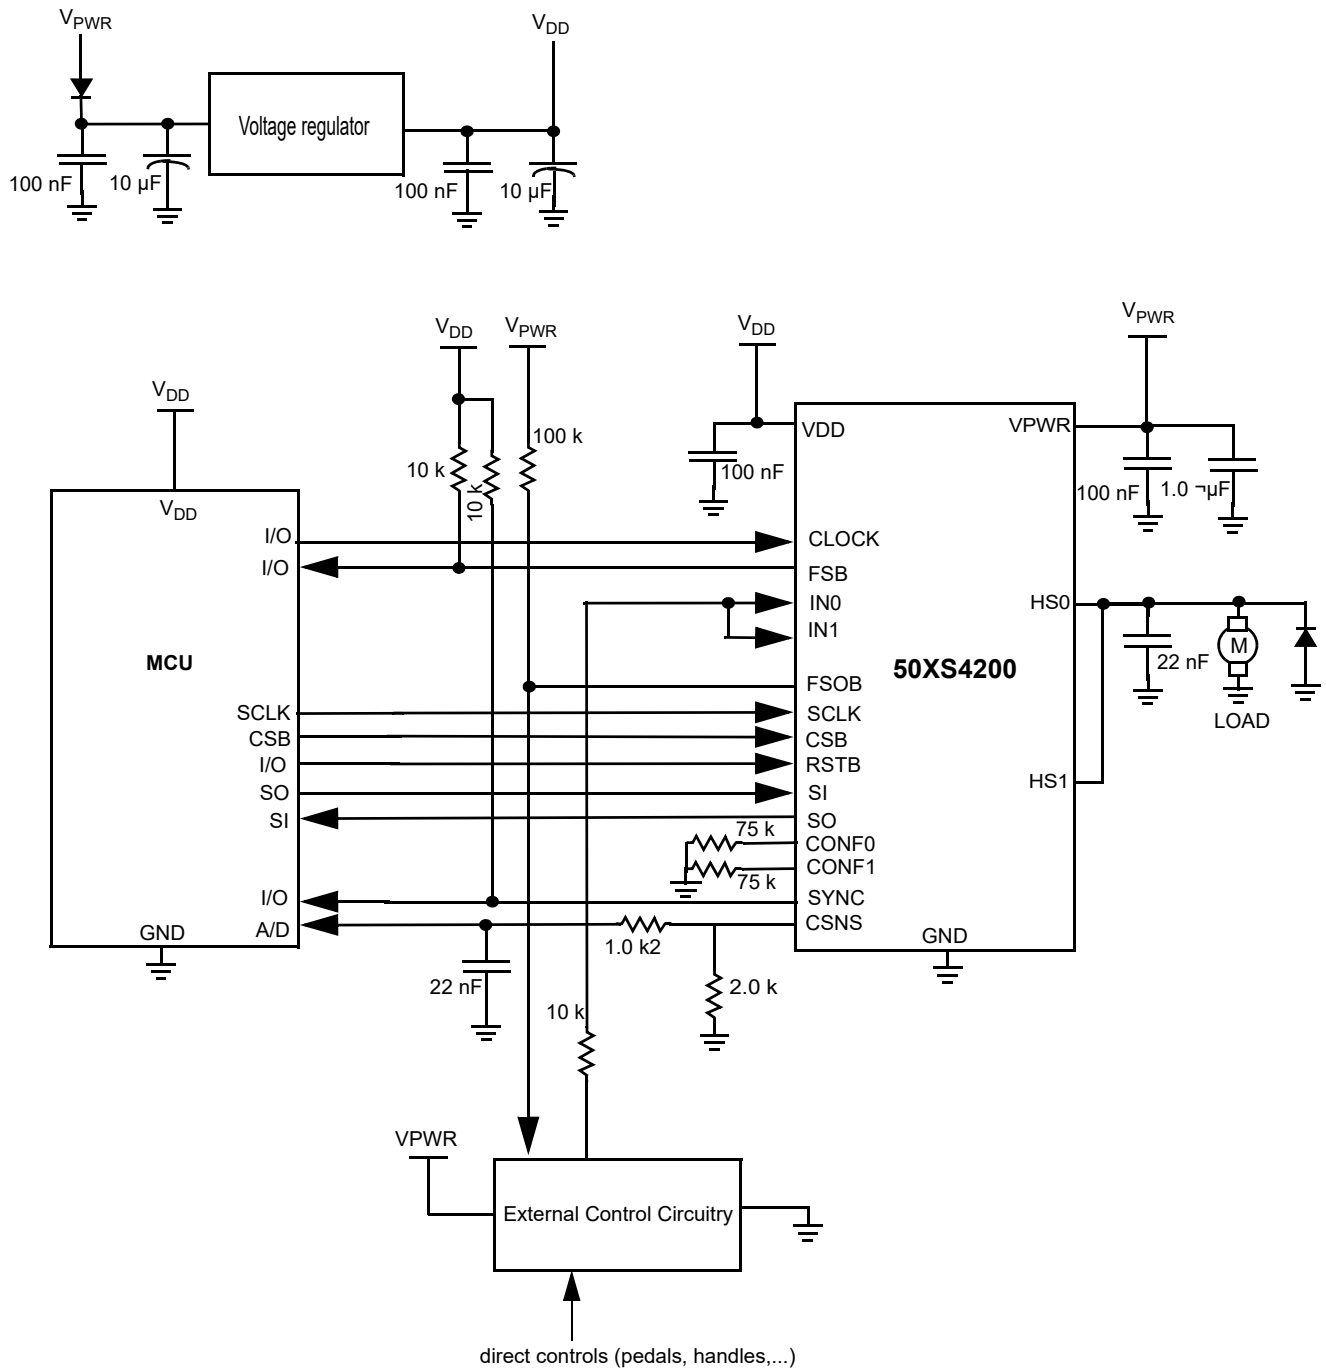 VPWR
VDD
Voltage regulator
100 nF
10 µF
100 nF
10 µF
VDD
VPWR
VDD
VPWR
VDD
100 k
10 k
10 k
VDD
VPWR
100 nF
100 nF
1.0 ¬µF
VDD
I/O
CLOCK
I/O
FSB
IN0
HS0
IN1
MCU
50XS4200
22 nF
M
FSOB
LOAD
SCLK
SCLK
CSB
CSB
I/O
RSTB
HS1
SO
SI
SI
SO
75 k
CONF0
CONF1
75 k
I/O
SYNC
A/D
CSNS
GND
GND
1.0 k2
22 nF
2.0 k
10 k
VPWR
External Control Circuitry
direct controls (pedals, handles,...)